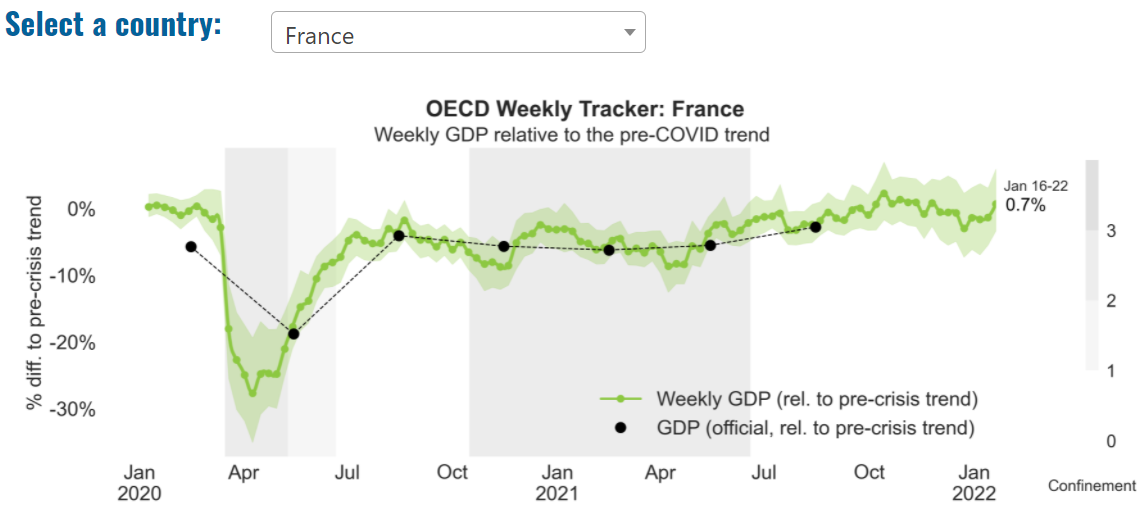 Select a country:
France
OECD Weekly Tracker: France
Weekly GDP relative to the pre-COVID trend
% diff. to pre-crisis trend
0%
-10%
-20%
-30%
Jan 16-22
0.7%
3
2
1
0
Confinement
Weekly GDP (rel. to pre-crisis trend)
GDP (official, rel. to pre-crisis trend)
Jan Apr Jul Oct Jan Apr Jul Oct Jan
2020 2021 2022